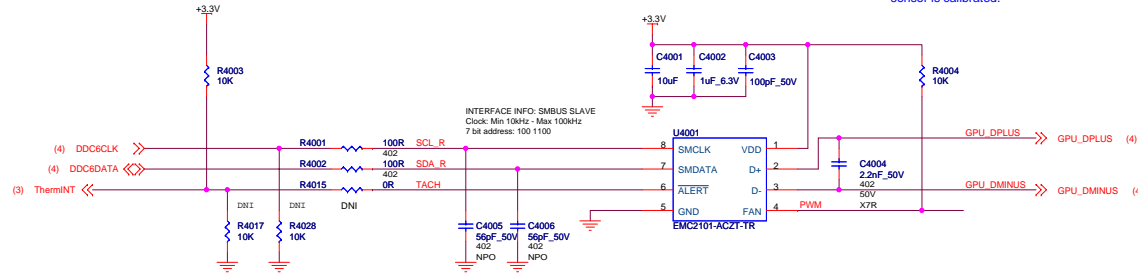 sensor is calibrated.
+3.3V
+3.3V
R4003
10K
C4001
10uF
C4002
1uF_6.3V
C4003
100pF_50V
R4004
10K
INTERFACE INFO: SMBUS SLAVE
Clock: Min 10kHz - Max 100kHz
7 bit address: 100 1100
U4001
(4) DDC6CLK
R4001
100R
402
SCL_R
8 SMCLK
VDD 1
GPU_DPLUS
GPU_DPLUS (4)
(4) DDC6DATA
R4002
100R
402
SDA_R
7 SMDATA
D+ 2
C4004
2.2nF_50V
402
50V
X7R
(3) ThermINT
R4015
0R
TACH
6 ALERT
D- 3
GPU_DMINUS
GPU_DMINUS (4
DNI
DNI
DNI
5 GND
FAN 4
PWM
EMC2101-ACZT-TR
R4017
10K
R4028
10K
C4005
56pF_50V
402
NPO
C4006
56pF_50V
402
NPO